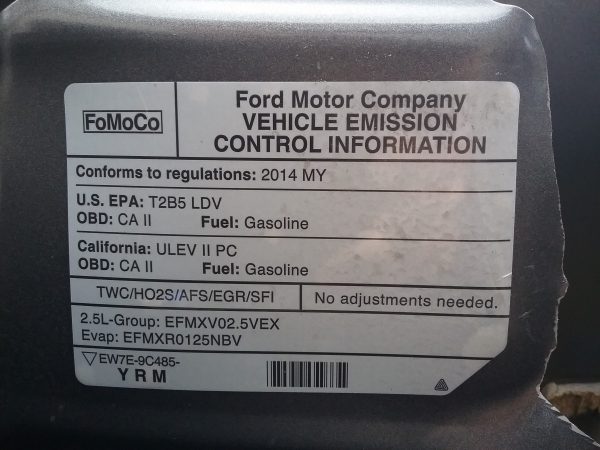 FoMoCo
Ford Motor Company
VEHICLE EMISSION
CONTROL INFORMATION
Conforms to regulations: 2014 MY
U.S. EPA: T2B5 LDV
OBD: CA II Fuel: Gasoline
California: ULEV II PC
OBD: CA II Fuel: Gasoline
TWC/HO2S/AFS/EGR/SFI No adjustments needed.
2.5L-Group: EFMXV02.5VEX
Evap: EFMXR0125NBV
EW7E-9C485-
Y R M